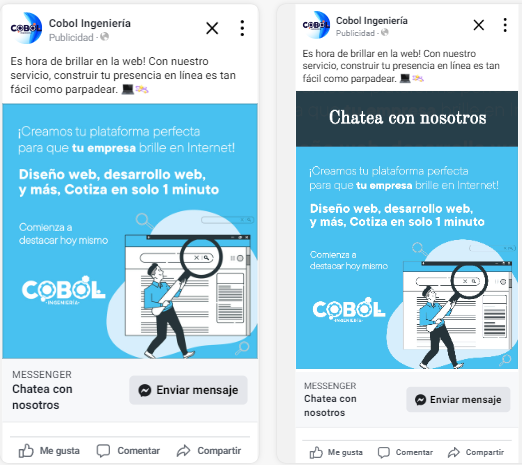 Cobol Ingeniería
Publicidad ·
Es hora de brillar en la web! Con nuestro
servicio, construir tu presencia en línea es tan
fácil como parpadear.
¡Creamos tu plataforma perfecta
para que tu empresa brille en Internet!
Diseño web, desarrollo web,
y más, Cotiza en solo 1 minuto
Comienza a
destacar hoy mismo
COBOL
INGENIERÍA
MESSENGER
Chatea con
nosotros
Enviar mensaje
Me gusta
Comentar
Compartir
Cobol Ingeniería
Publicidad ·
Es hora de brillar en la web! Con nuestro
servicio, construir tu presencia en línea es tan
fácil como parpadear.
Chatea con nosotros
¡Creamos tu plataforma perfecta
para que tu empresa brille en Internet!
Diseño web, desarrollo web,
y más, Cotiza en solo 1 minuto
Comienza a
destacar hoy mismo
COBOL
INGENIERÍA
MESSENGER
Chatea con
nosotros
Enviar mensaje
Me gusta
Comentar
Compartir